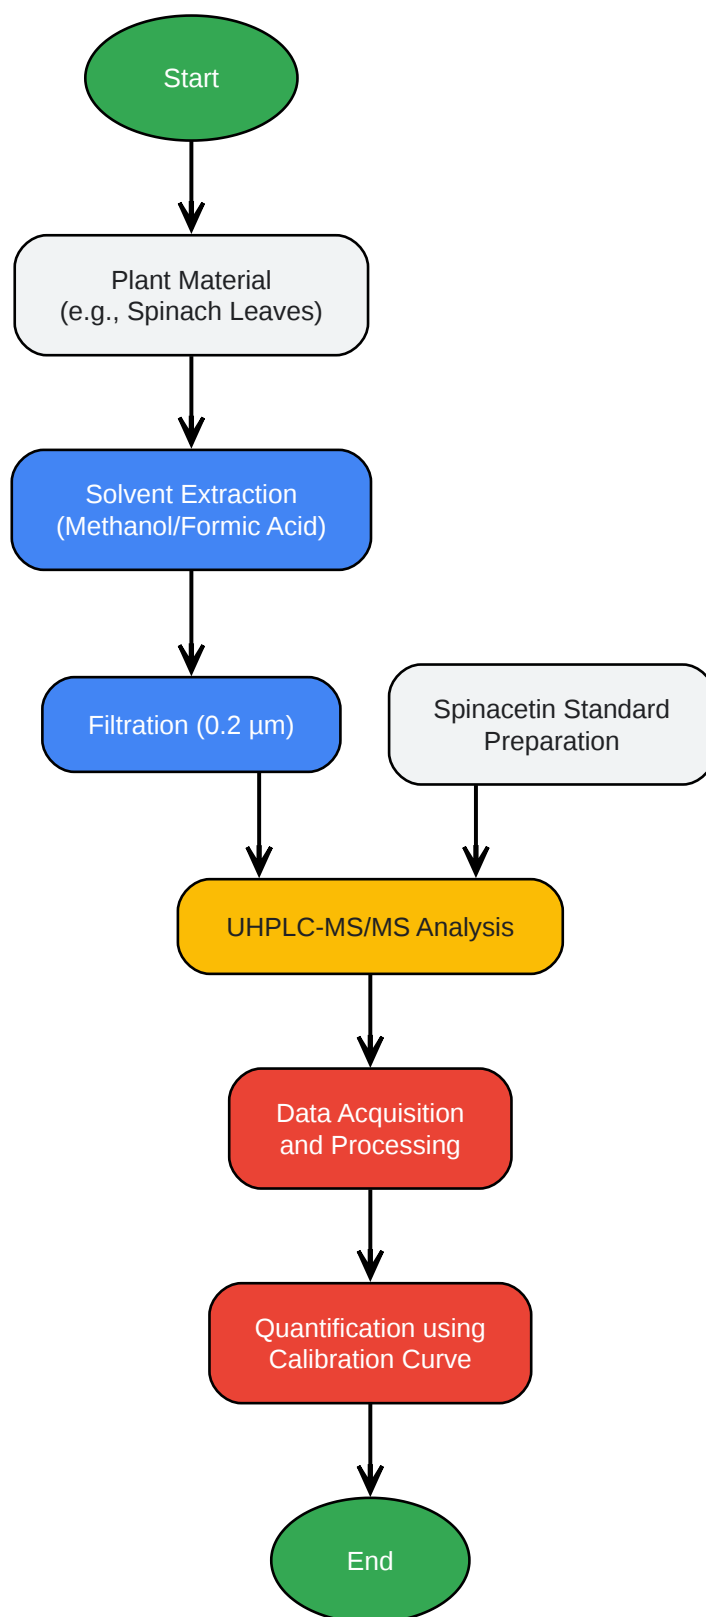 Start
Plant Material
(e.g., Spinach Leaves)
Solvent Extraction
(Methanol/Formic Acid)
Filtration (0.2 µm)
Spinacetin Standard
Preparation
UHPLC-MS/MS Analysis
Data Acquisition
and Processing
Quantification using
Calibration Curve
End